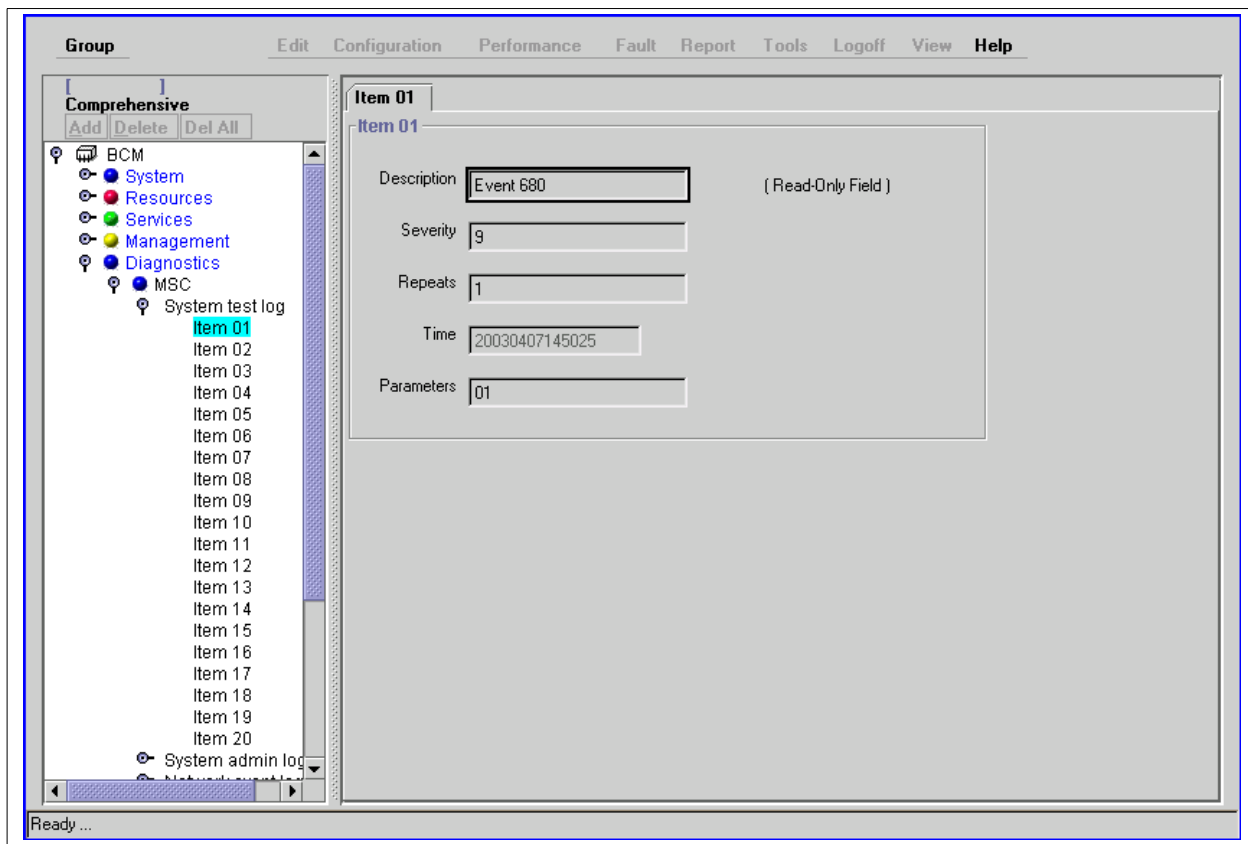 Group Edit Configuration Performance Fault Report Tools Logoff View Help
[ ]
Comprehensive
Add Delete Del All
BCM
System
Resources
Services
Management
Diagnostics
MSC
System test log
Item 01
Item 02
Item 03
Item 04
Item 05
Item 06
Item 07
Item 08
Item 09
Item 10
Item 11
Item 12
Item 13
Item 14
Item 15
Item 16
Item 17
Item 18
Item 19
Item 20
System admin log
Item 01
Item 01
Description Event 680 ( Read-Only Field )
Severity 9
Repeats 1
Time 20030407145025
Parameters 01
Ready ...